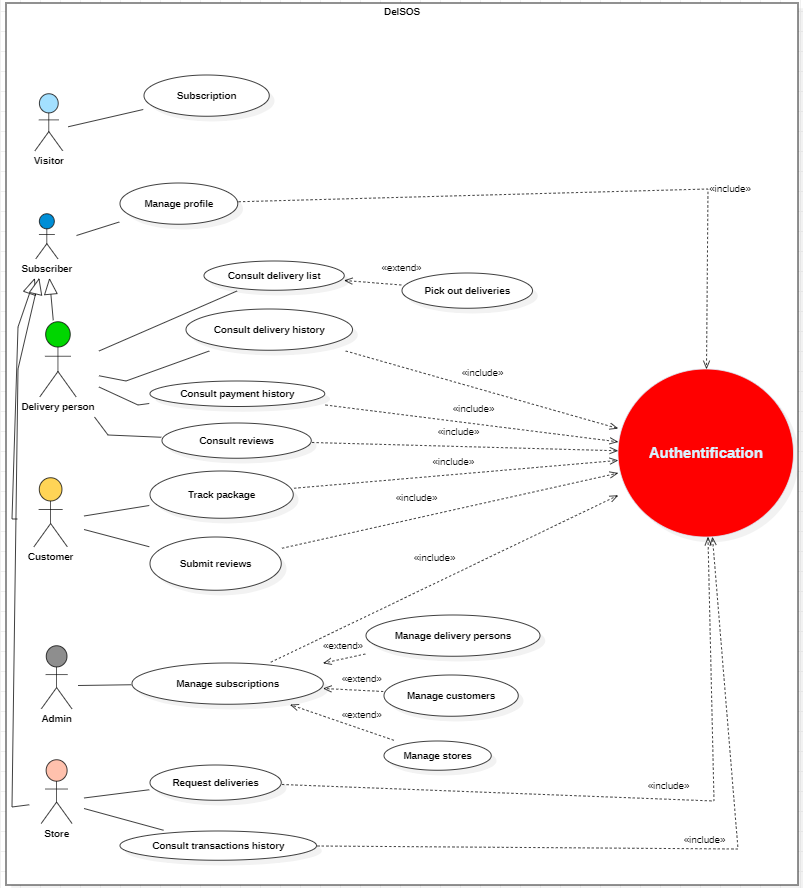 DelSOS
Subscription
Visitor
Manage profile
«include»
Subscriber
Consult delivery list
«extend»
Pick out deliveries
Consult delivery history
«include»
Delivery person
Consult payment history
«include»
Consult reviews
«include»
Authentification
Track package
«include»
Customer
Submit reviews
«include»
«include»
Manage delivery persons
«extend»
Admin
Manage subscriptions
«extend»
Manage customers
«extend»
Manage stores
Store
Request deliveries
«include»
Consult transactions history
«include»